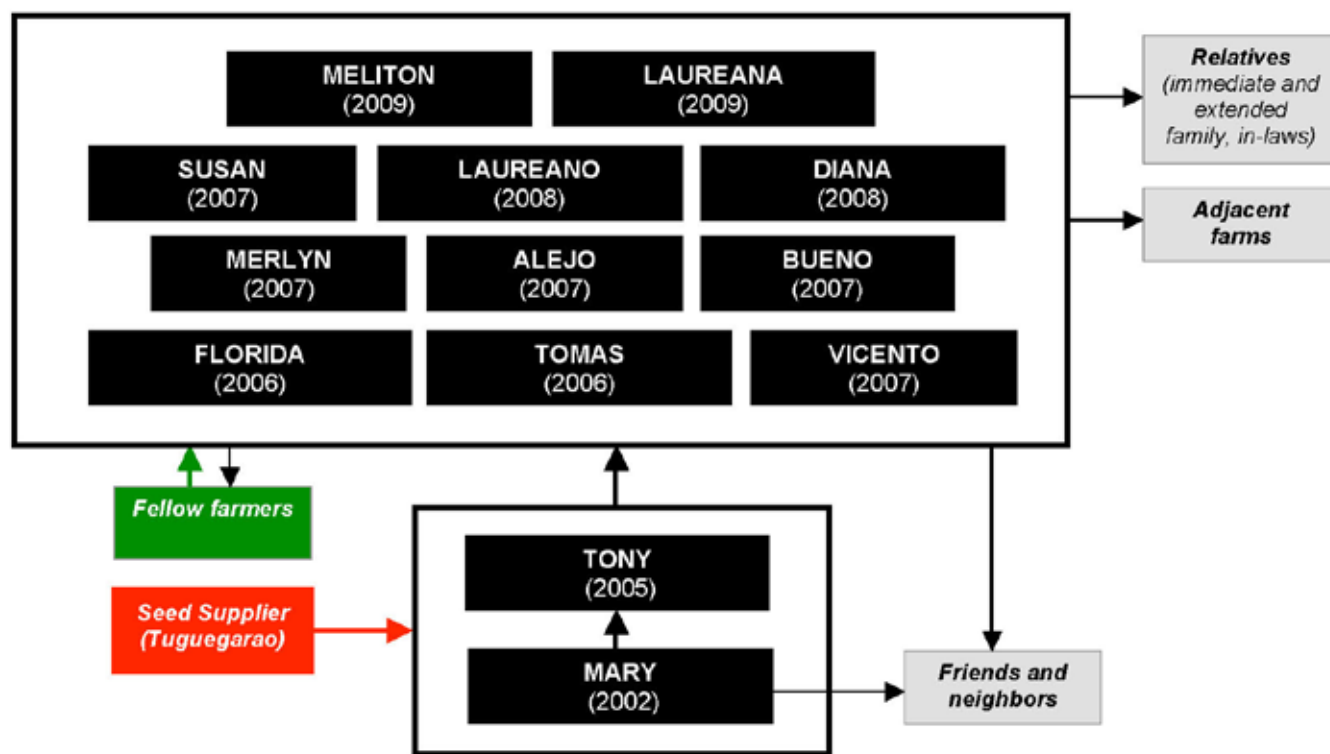 MELITON
(2009)
LAUREANA
(2009)
Relatives
(immediate and
extended
family, in-laws)
SUSAN
(2007)
LAUREANO
(2008)
DIANA
(2008)
Adjacent
farms
MERLYN
(2007)
ALEJO
(2007)
BUENO
(2007)
FLORIDA
(2006)
TOMAS
(2006)
VICENTO
(2007)
Fellow farmers
TONY
(2005)
Seed Supplier
(Tuguegarao)
MARY
(2002)
Friends and
neighbors